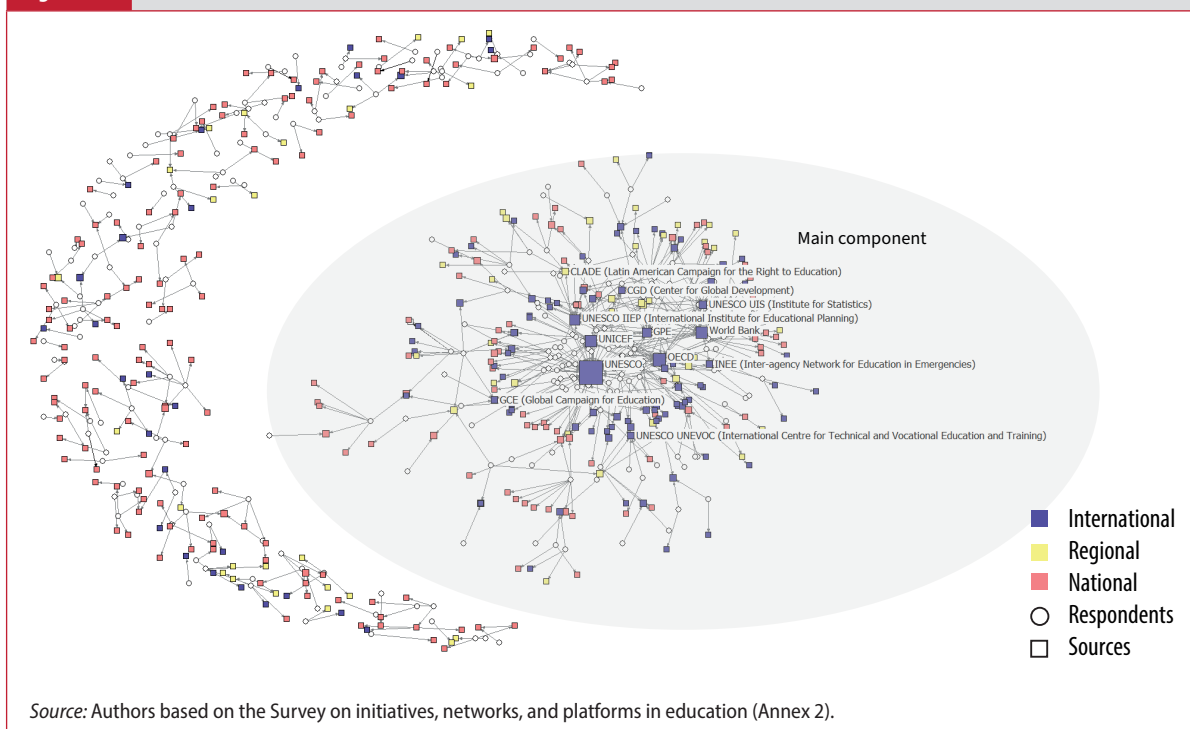 Main component
CLADE (Latin American Campaign for the Right to Education)
CGD (Center for Global Development)
UNESCO UIS (Institute for Statistics)
UNESCO IIEP (International Institute for Educational Planning)
GPE
World Bank
UNICEF
OECD
UNESCO
INEE (Inter-agency Network for Education in Emergencies)
GCE (Global Campaign for Education)
UNESCO UNEVOC (International Centre for Technical and Vocational Education and Training)
International
Regional
National
Respondents
Sources
Source: Authors based on the Survey on initiatives, networks, and platforms in education (Annex 2).